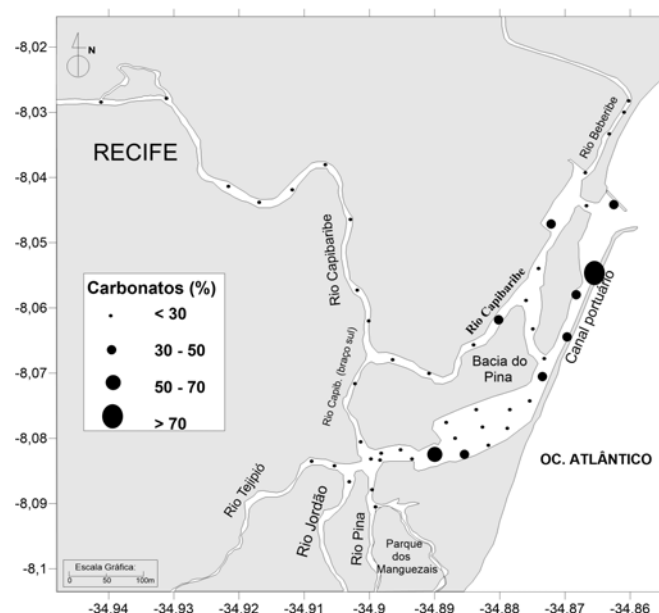 -8,02
N
-8,03
RECIFE
Rio Beberibe
-8,04
-8,05
Rio Capibaribe
Carbonatos (%)
< 30
30 - 50
50 - 70
> 70
-8,06
Rio Capibaribe
Canal portuário
-8,07
Rio Capib. (braço sul)
Bacia do
Pina
-8,08
OC. ATLÂNTICO
Rio Tejipió
-8,09
Rio Jordão
Rio Pina
Parque
dos
Manguezais
-8,1
Escala Gráfica:
0 50 100m
-34.94 -34.93 -34.92 -34.91 -34.9 -34.89 -34.88 -34.87 -34.86